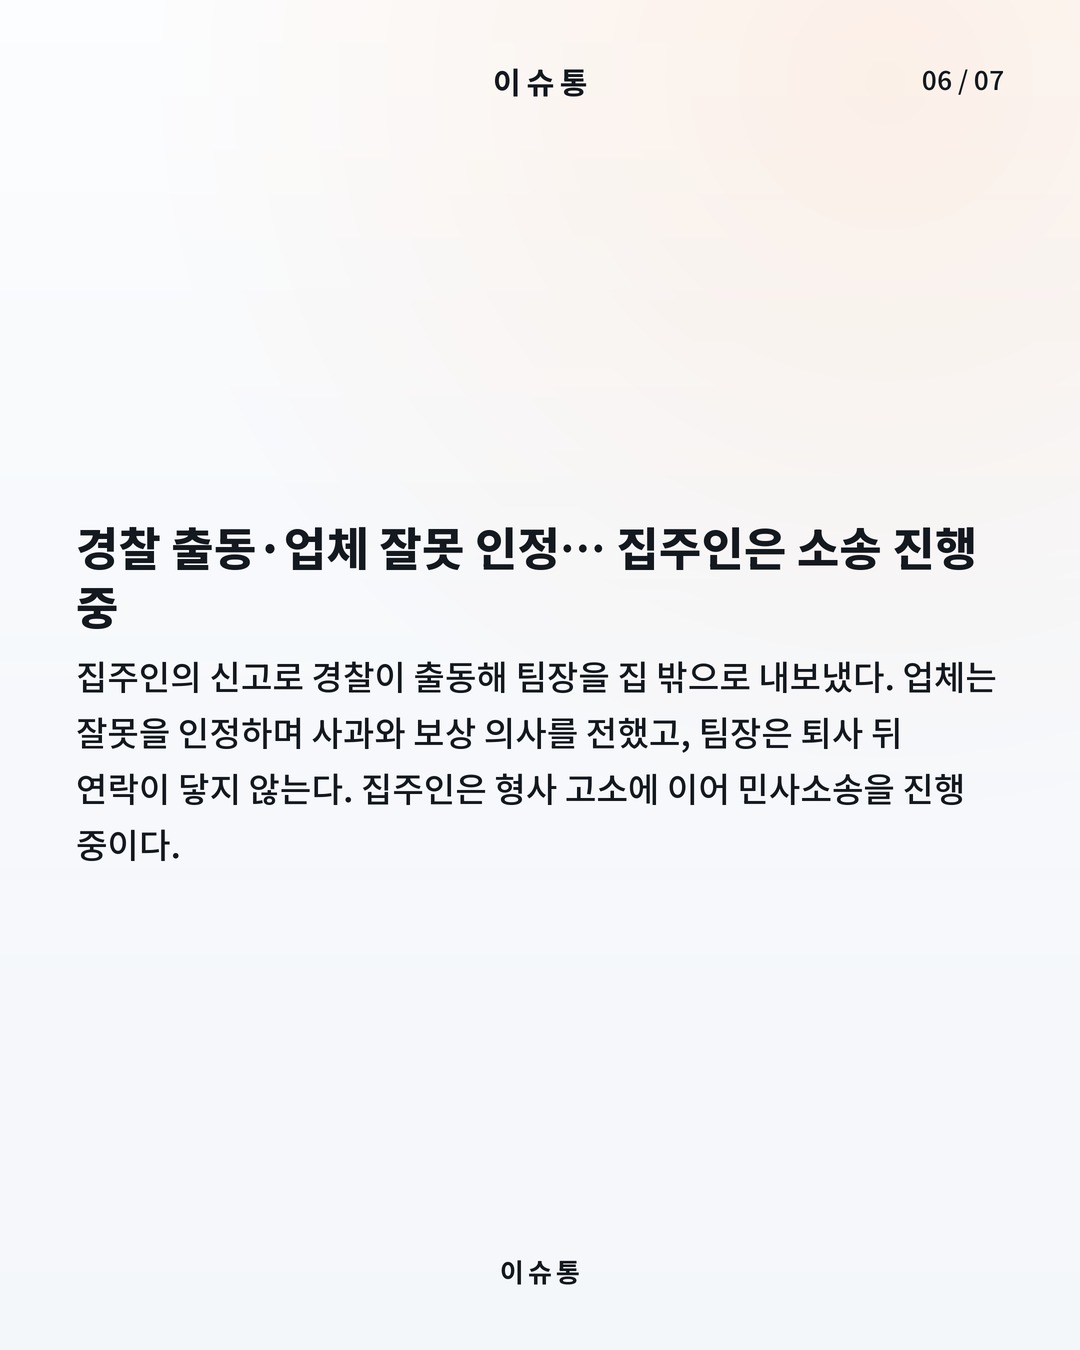 이슈통
06 / 07
경찰 출동·업체 잘못 인정… 집주인은 소송 진행
중
집주인의 신고로 경찰이 출동해 팀장을 집 밖으로 내보냈다. 업체는
잘못을 인정하며 사과와 보상 의사를 전했고, 팀장은 퇴사 뒤
연락이 닿지 않는다. 집주인은 형사 고소에 이어 민사소송을 진행
중이다.
이슈통